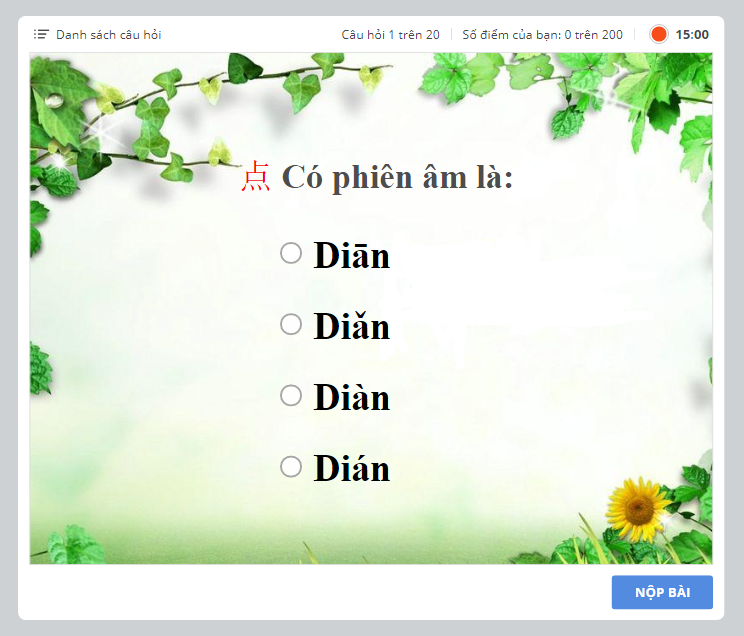 Danh sách câu hỏi
Câu hỏi 1 trên 20
Số điểm của bạn: 0 trên 200
15:00
点 Có phiên âm là:
Diān
Diǎn
Diàn
Dián
NỘP BÀI